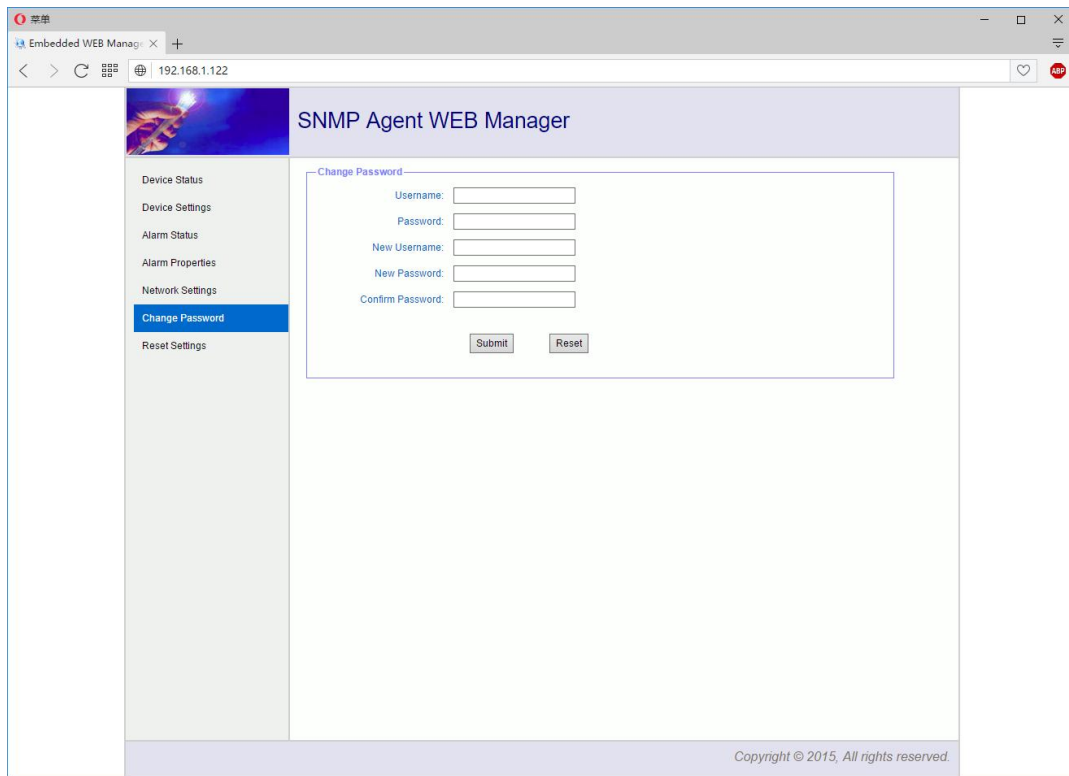 菜单
Embedded WEB Manage
192.168.1.122
ABP
SNMP Agent WEB Manager
Device Status
Device Settings
Alarm Status
Alarm Properties
Network Settings
Change Password
Reset Settings
Change Password
Username:
Password:
New Username:
New Password:
Confirm Password:
Submit Reset
Copyright © 2015, All rights reserved.